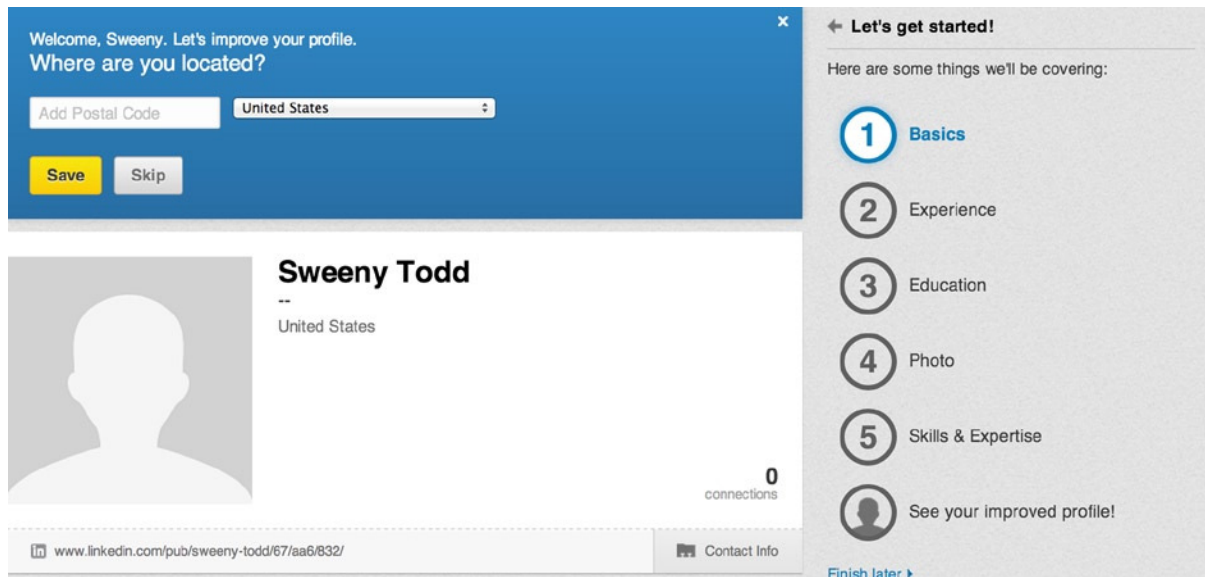 Welcome, Sweeny. Let's improve your profile.
Where are you located?
×
Add Postal Code
United States
Save
Skip
Sweeny Todd
--
United States
0
connections
in www.linkedin.com/pub/sweeny-todd/67/aa6/832/
Contact Info
Let's get started!
Here are some things we'll be covering:
1 Basics
2 Experience
3 Education
4 Photo
5 Skills & Expertise
See your improved profile!
Finish later